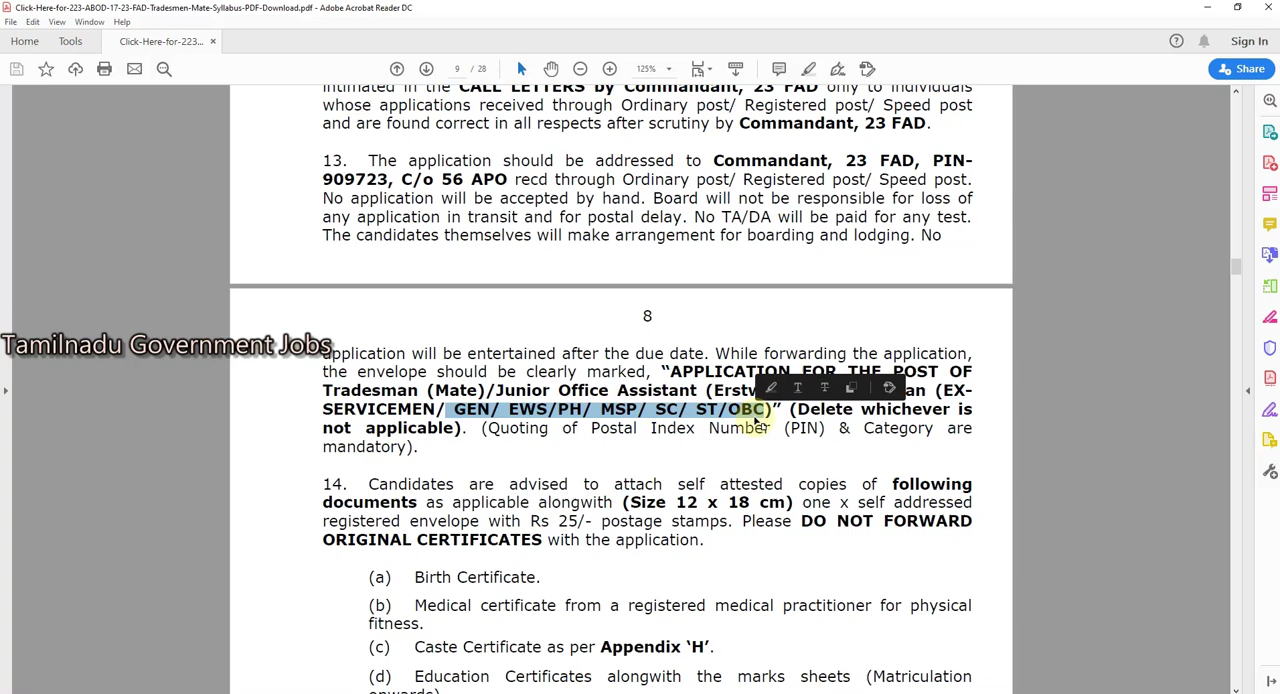 Click-Here-for-223-ABOD-17-23-FAD-Tradesmen-Mate-Syllabus-PDF-Download.pdf - Adobe Acrobat Reader DC
File Edit View Window Help
Home Tools Click-Here-for-223... × Sign In
9 / 28 125% Share
intimated in the CALL LETTERS by Commandant, 23 FAD only to individuals
whose applications received through Ordinary post/ Registered post/ Speed post
and are found correct in all respects after scrutiny by Commandant, 23 FAD.
13. The application should be addressed to Commandant, 23 FAD, PIN-
909723, C/o 56 APO recd through Ordinary post/ Registered post/ Speed post.
No application will be accepted by hand. Board will not be responsible for loss of
any application in transit and for postal delay. No TA/DA will be paid for any test.
The candidates themselves will make arrangement for boarding and lodging. No
8
Tamilnadu Government Jobs
application will be entertained after the due date. While forwarding the application,
the envelope should be clearly marked, “APPLICATION FOR THE POST OF
Tradesman (Mate)/Junior Office Assistant (EX-
SERVICEMEN/ GEN/ EWS/PH/ MSP/ SC/ ST/OBC)” (Delete whichever is
not applicable). (Quoting of Postal Index Number (PIN) & Category are
mandatory).
14. Candidates are advised to attach self attested copies of following
documents as applicable alongwith (Size 12 x 18 cm) one x self addressed
registered envelope with Rs 25/- postage stamps. Please DO NOT FORWARD
ORIGINAL CERTIFICATES with the application.
(a) Birth Certificate.
(b) Medical certificate from a registered medical practitioner for physical
fitness.
(c) Caste Certificate as per Appendix ‘H’.
(d) Education Certificates alongwith the marks sheets (Matriculation
onwards)